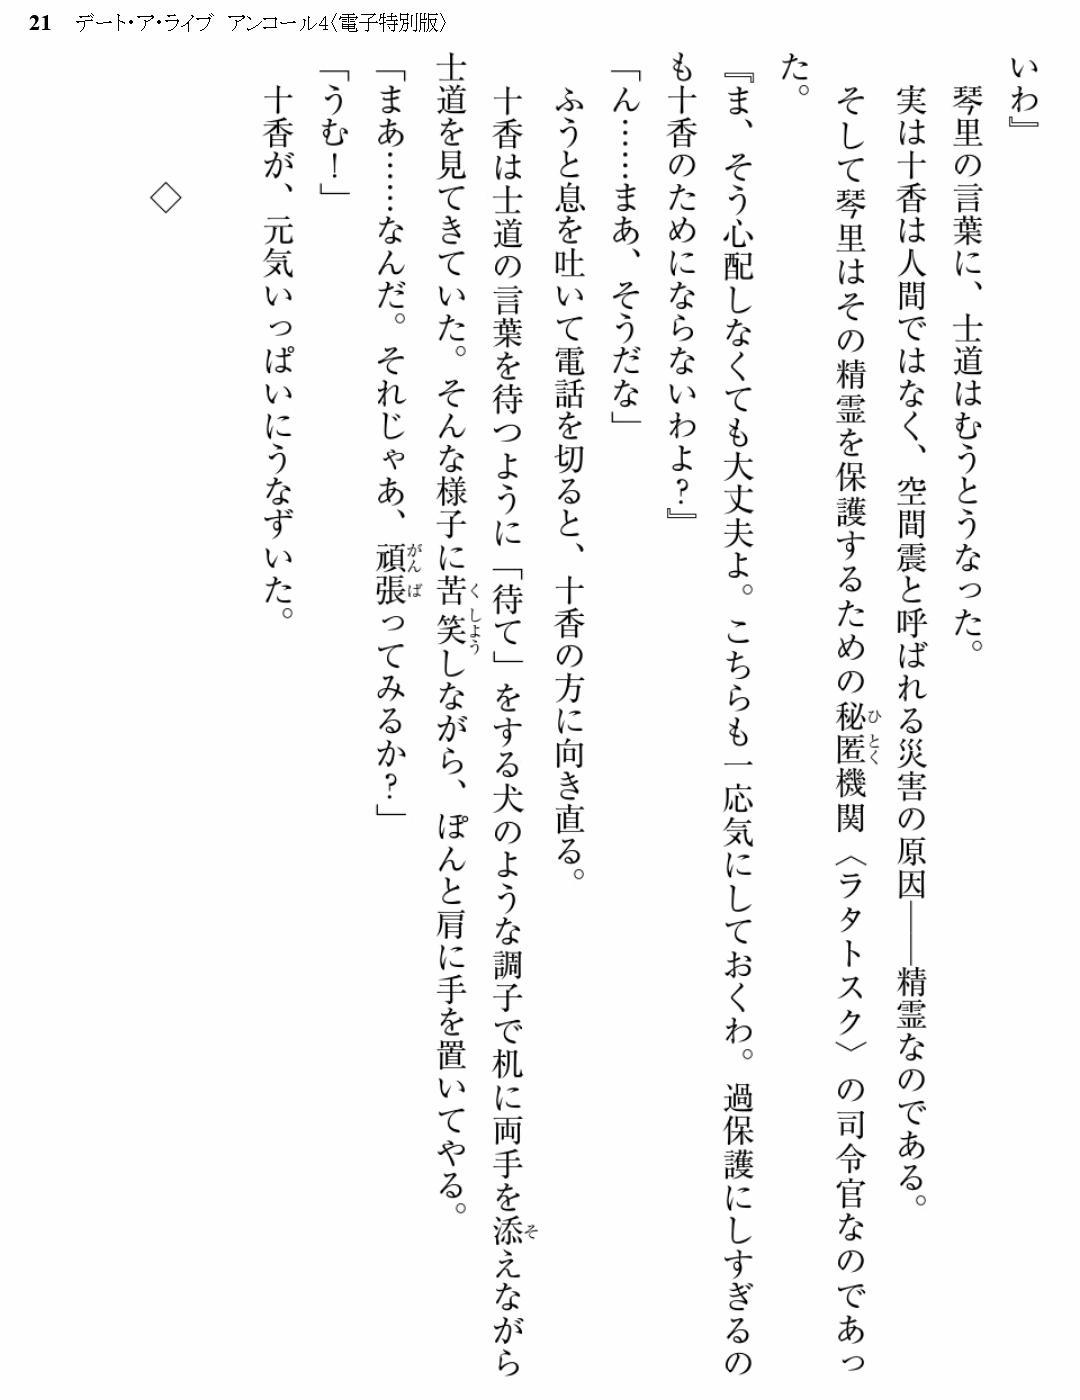 21 デート・ア・ライブ アンコール4〈電子特別版〉
いわ』
琴里の言葉に、士道はむうとうなった。
実は十香は人間ではなく、空間震と呼ばれる災害の原因――精霊なのである。
そして琴里はその精霊を保護するための秘匿機関〈ラタトスク〉の司令官なのであっ
た。
『ま、そう心配しなくても大丈夫よ。こちらも一応気にしておくわ。過保護にしすぎるの
も十香のためにならないわよ？』
「ん……まあ、そうだな」
ふうと息を吐いて電話を切ると、十香の方に向き直る。
十香は士道の言葉を待つように「待て」をする犬のような調子で机に両手を添えながら
士道を見てきていた。そんな様子に苦笑しながら、ぽんと肩に手を置いてやる。
「まあ……なんだ。それじゃあ、頑張ってみるか？」
「うむ！」
十香が、元気いっぱいにうなずいた。
◇